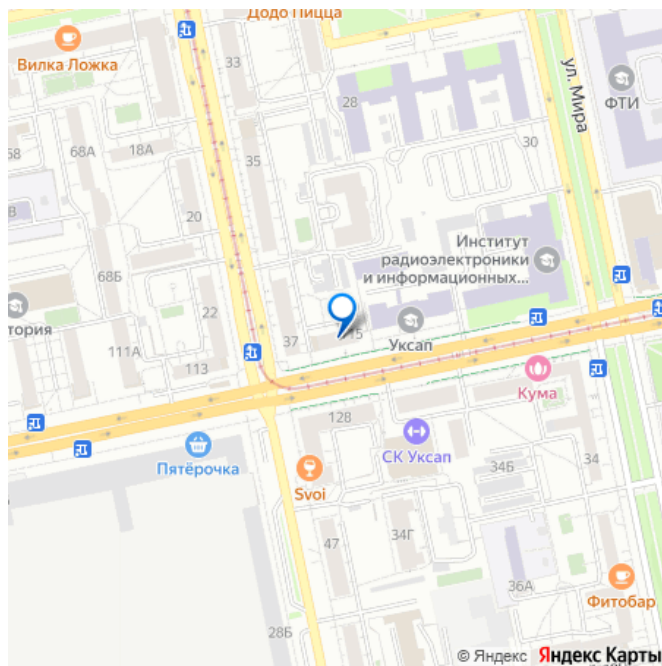 Додо Пицца
Вилка Ложка
33
28
ул. Мира
ФТИ
68
68А
18А
35
30
В
20
68Б
Институт
радиоэлектроники
и информационных...
тория
22
37
115
Уксап
111А
113
Кума
128
СК Уксап
Пятёрочка
34Б
34
Svoi
47
34Г
36А
Фитобар
28Б
© Яндекс Яндекс Карты